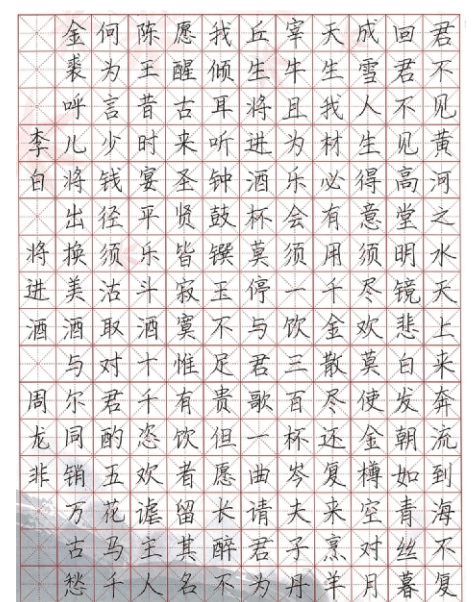 君不见黄河之水天上来奔流到海不复
回君不见高堂明镜悲白发朝如青丝暮
成雪人生得意须尽欢莫使金樽空对月
天生我材必有用千金散尽还复来烹羊
宰牛且为乐会须一饮三百杯岑夫子丹
丘生将进酒杯莫停与君歌一曲请君为
我倾耳听钟鼓馔玉不足贵但愿长醉不
愿醒古来圣贤皆寂寞惟有饮者留其名
陈王昔时宴平乐斗酒十千恣欢谑主人
何为言少钱径须沽取对君酌五花马千
金裘呼儿将出换美酒与尔同销万古愁
李白 将进酒 周龙非